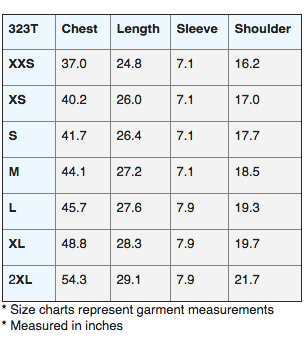 323T Chest Length Sleeve Shoulder
XXS 37.0 24.8 7.1 16.2
XS 40.2 26.0 7.1 17.0
S 41.7 26.4 7.1 17.7
M 44.1 27.2 7.1 18.5
L 45.7 27.6 7.9 19.3
XL 48.8 28.3 7.9 19.7
2XL 54.3 29.1 7.9 21.7
* Size charts represent garment measurements
* Measured in inches